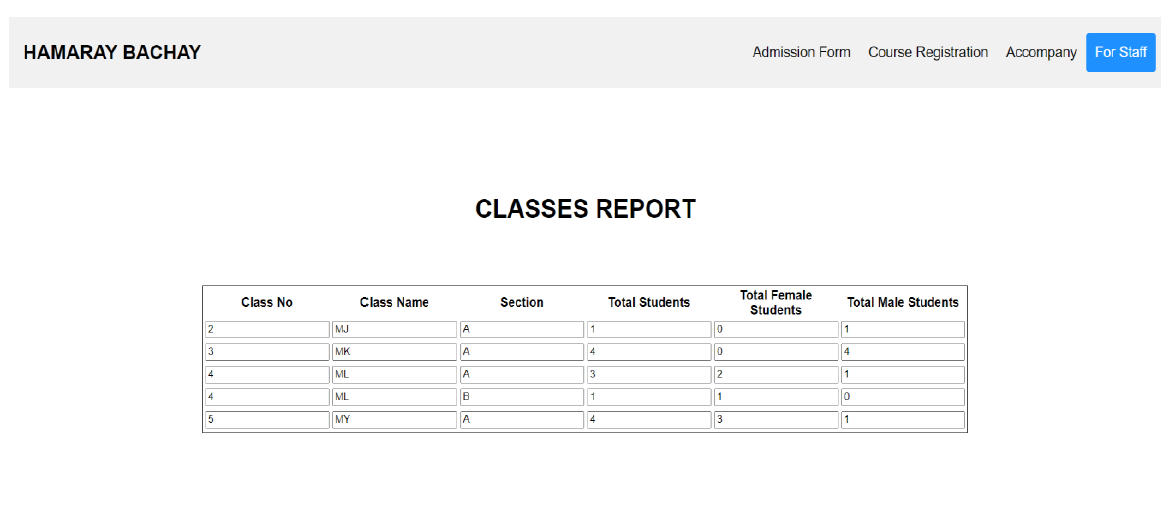 HAMARAY BACHAY Admission Form Course Registration Accompany For Staff
CLASSES REPORT
Class No Class Name Section Total Students Total Female Students Total Male Students
2 MJ A 1 0 1
3 MK A 4 0 4
4 ML A 3 2 1
4 ML B 1 1 0
5 MY A 4 3 1